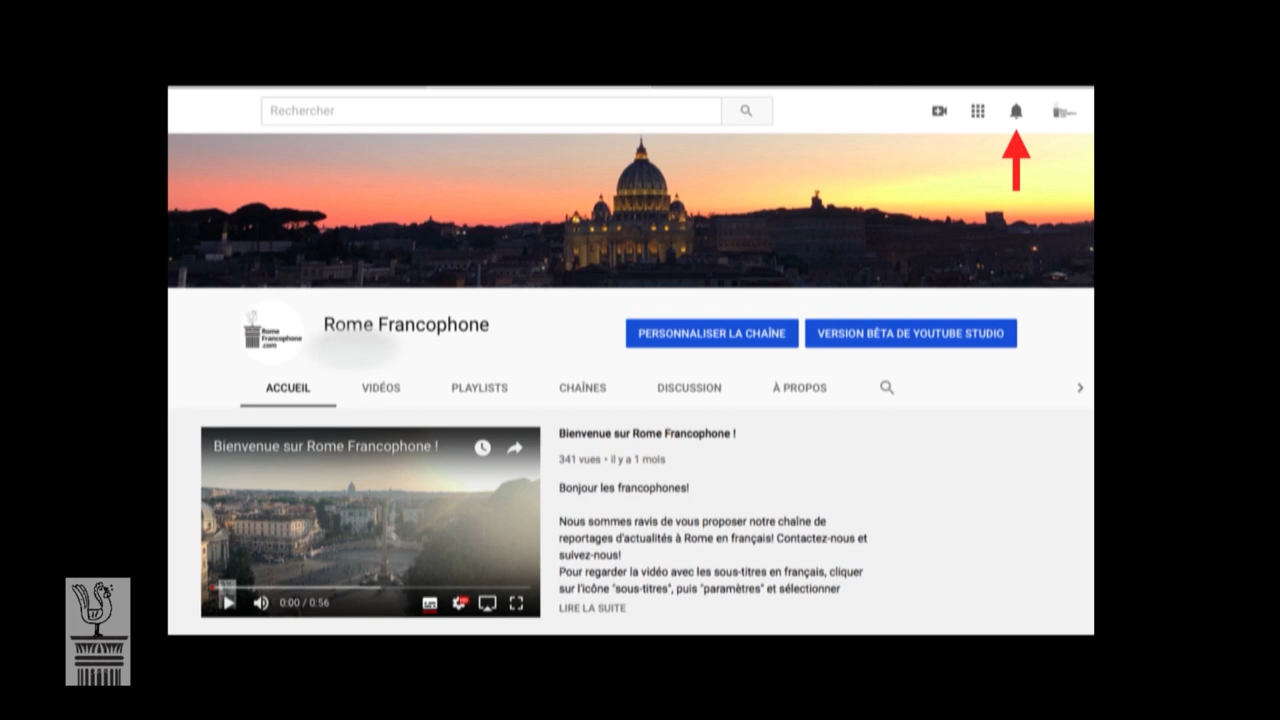 Rechercher
Rome
Francophone
.com
Rome Francophone
PERSONNALISER LA CHAÎNE
VERSION BÊTA DE YOUTUBE STUDIO
ACCUEIL
VIDÉOS
PLAYLISTS
CHAÎNES
DISCUSSION
À PROPOS
Bienvenue sur Rome Francophone !
0:00 / 0:56
Bienvenue sur Rome Francophone !
341 vues • il y a 1 mois
Bonjour les francophones!
Nous sommes ravis de vous proposer notre chaîne de
reportages d'actualités à Rome en français! Contactez-nous et
suivez-nous!
Pour regarder la vidéo avec les sous-titres en français, cliquer
sur l'icône "sous-titres", puis "paramètres" et sélectionner
LIRE LA SUITE